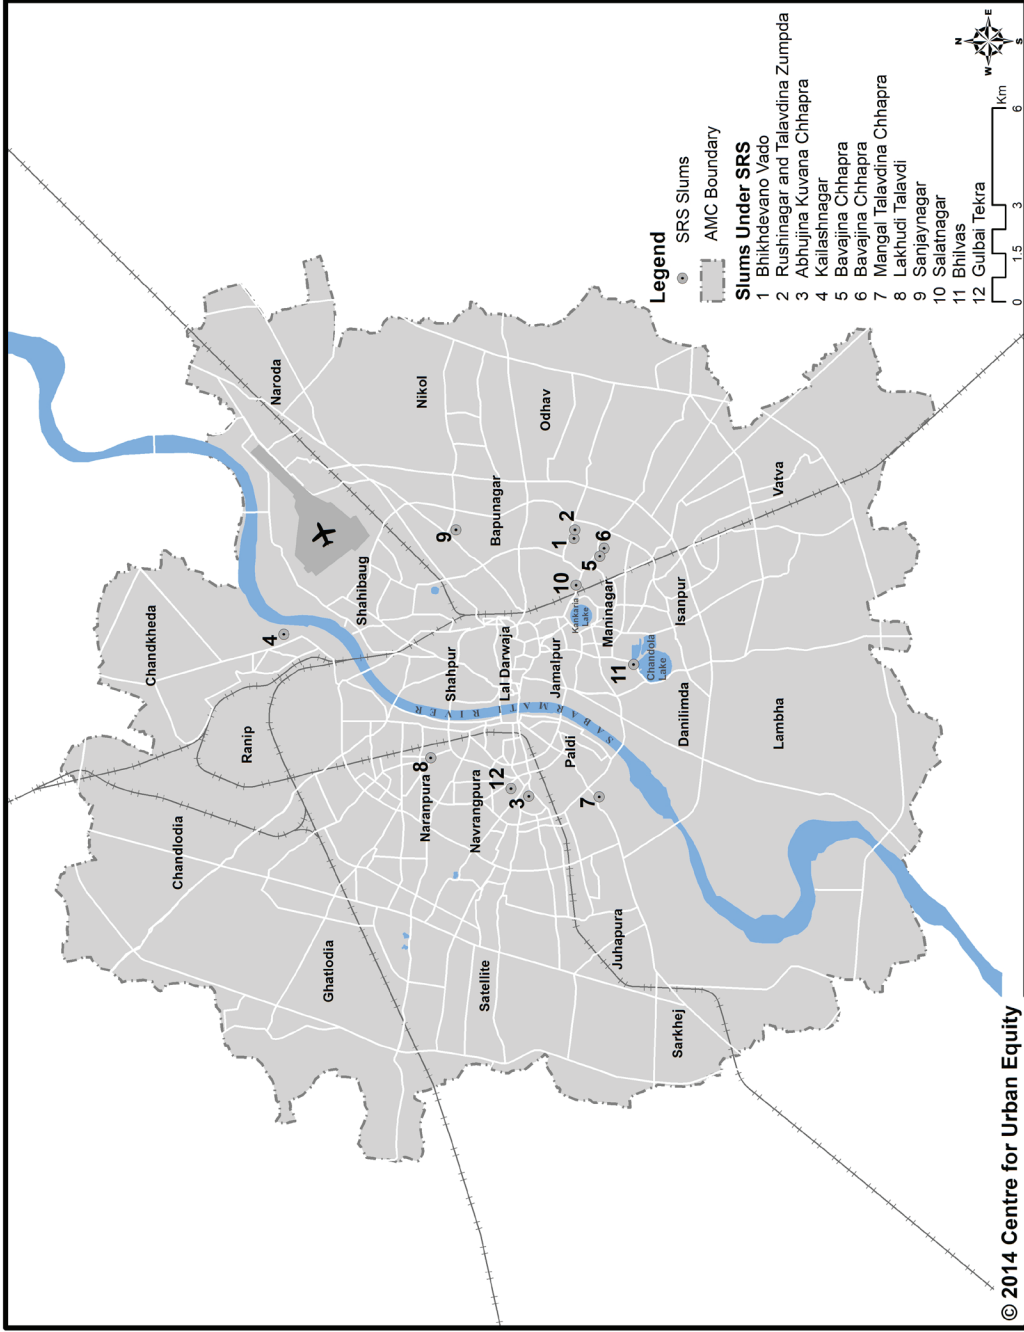 Chandkheda
Naroda
4
Shahibaug
Ranip
Chandlodia
Ghatlodia
Nikol
9
Bapunagar
Odhav
8
Naranpura
Shahpur
Navrangpura
12
3
Lal Darwaja
Satellite
SABARMATI RIVER
Jamalpur
Paldi
7
10
1
2
5
6
Kankaria
Lake
Maninagar
11
Chandola
Lake
Isanpur
Vatva
Danilimda
Juhapura
Sarkhej
Lambha
Legend
SRS Slums
AMC Boundary
Slums Under SRS
1 Bhikhdevano Vado
2 Rushinagar and Talavdina Zumpda
3 Abhujina Kuvana Chhapra
4 Kailashnagar
5 Bavajina Chhapra
6 Bavajina Chhapra
7 Mangal Talavdina Chhapra
8 Lakhudi Talavdi
9 Sanjaynagar
10 Salatnagar
11 Bhilvas
12 Gulbai Tekra
0 1.5 3 6
Km
N
W E
S
© 2014 Centre for Urban Equity